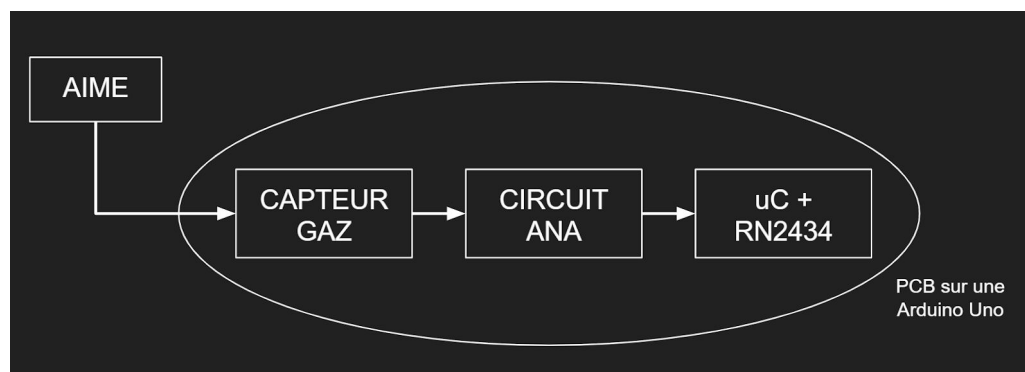 AIME
CAPTEUR
GAZ
CIRCUIT
ANA
uC +
RN2434
PCB sur une
Arduino Uno